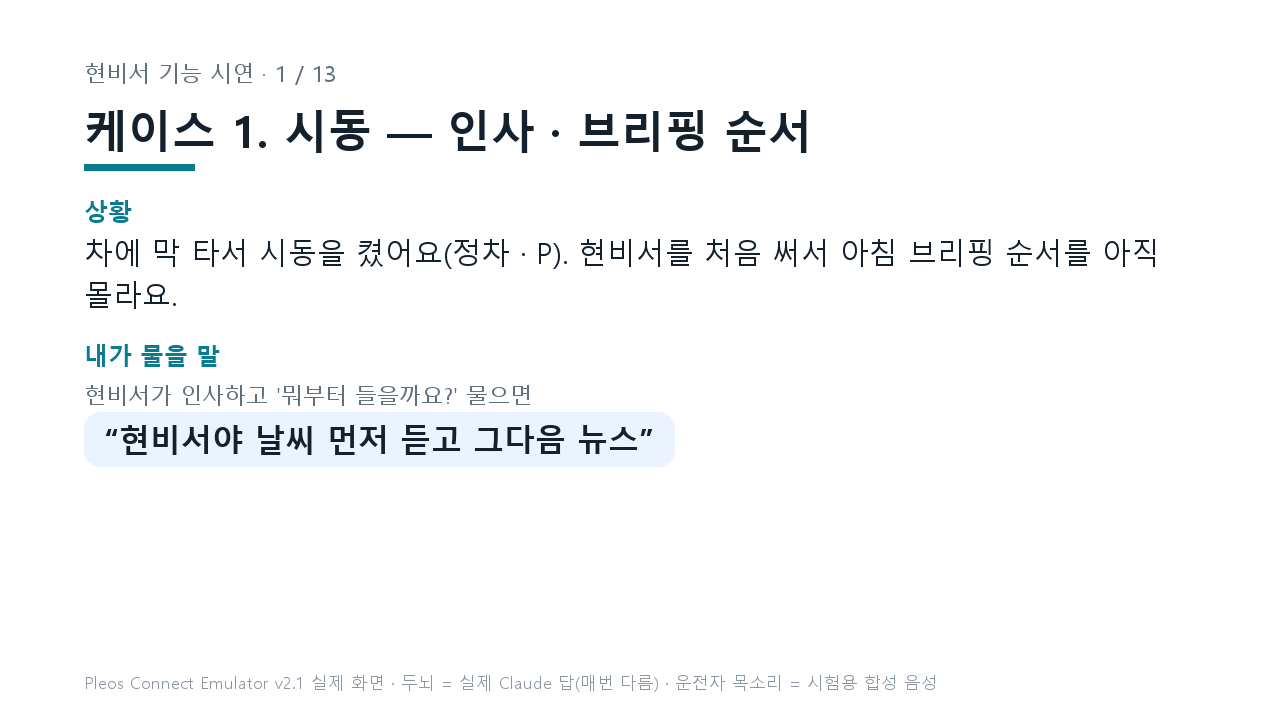 현비서 기능 시연 · 1 / 13
케이스 1. 시동 — 인사 · 브리핑 순서
상황
차에 막 타서 시동을 켰어요(정차 · P). 현비서를 처음 써서 아침 브리핑 순서를 아직
몰라요.
내가 물을 말
현비서가 인사하고 '뭐부터 들을까요?' 물으면
“현비서야 날씨 먼저 듣고 그다음 뉴스”
Pleos Connect Emulator v2.1 실제 화면 · 두뇌 = 실제 Claude 답(매번 다름) · 운전자 목소리 = 시험용 합성 음성